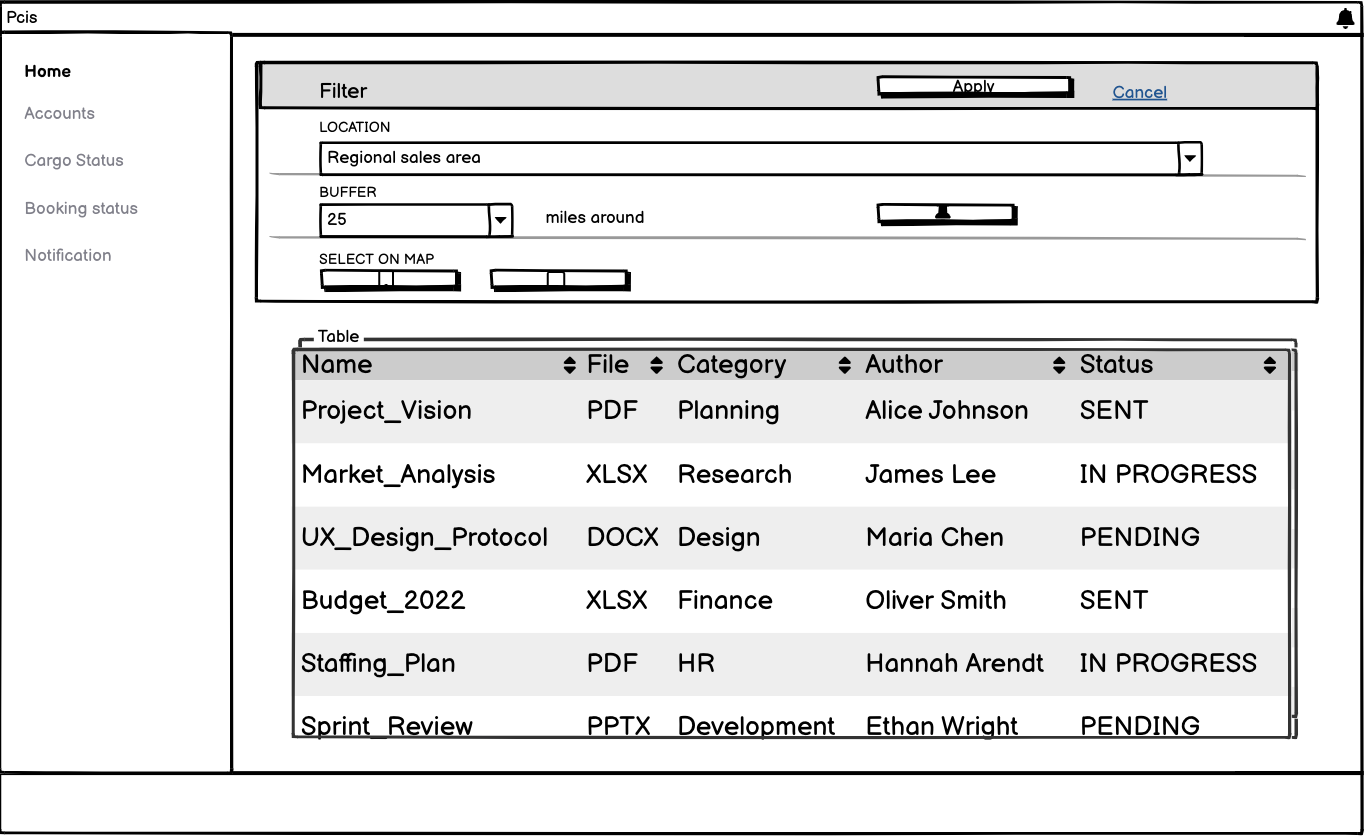 Pcis
Home
Accounts
Cargo Status
Booking status
Notification
Filter Apply Cancel
LOCATION
Regional sales area
BUFFER
25 miles around
SELECT ON MAP
Table
Name File Category Author Status
Project_Vision PDF Planning Alice Johnson SENT
Market_Analysis XLSX Research James Lee IN PROGRESS
UX_Design_Protocol DOCX Design Maria Chen PENDING
Budget_2022 XLSX Finance Oliver Smith SENT
Staffing_Plan PDF HR Hannah Arendt IN PROGRESS
Sprint_Review PPTX Development Ethan Wright PENDING